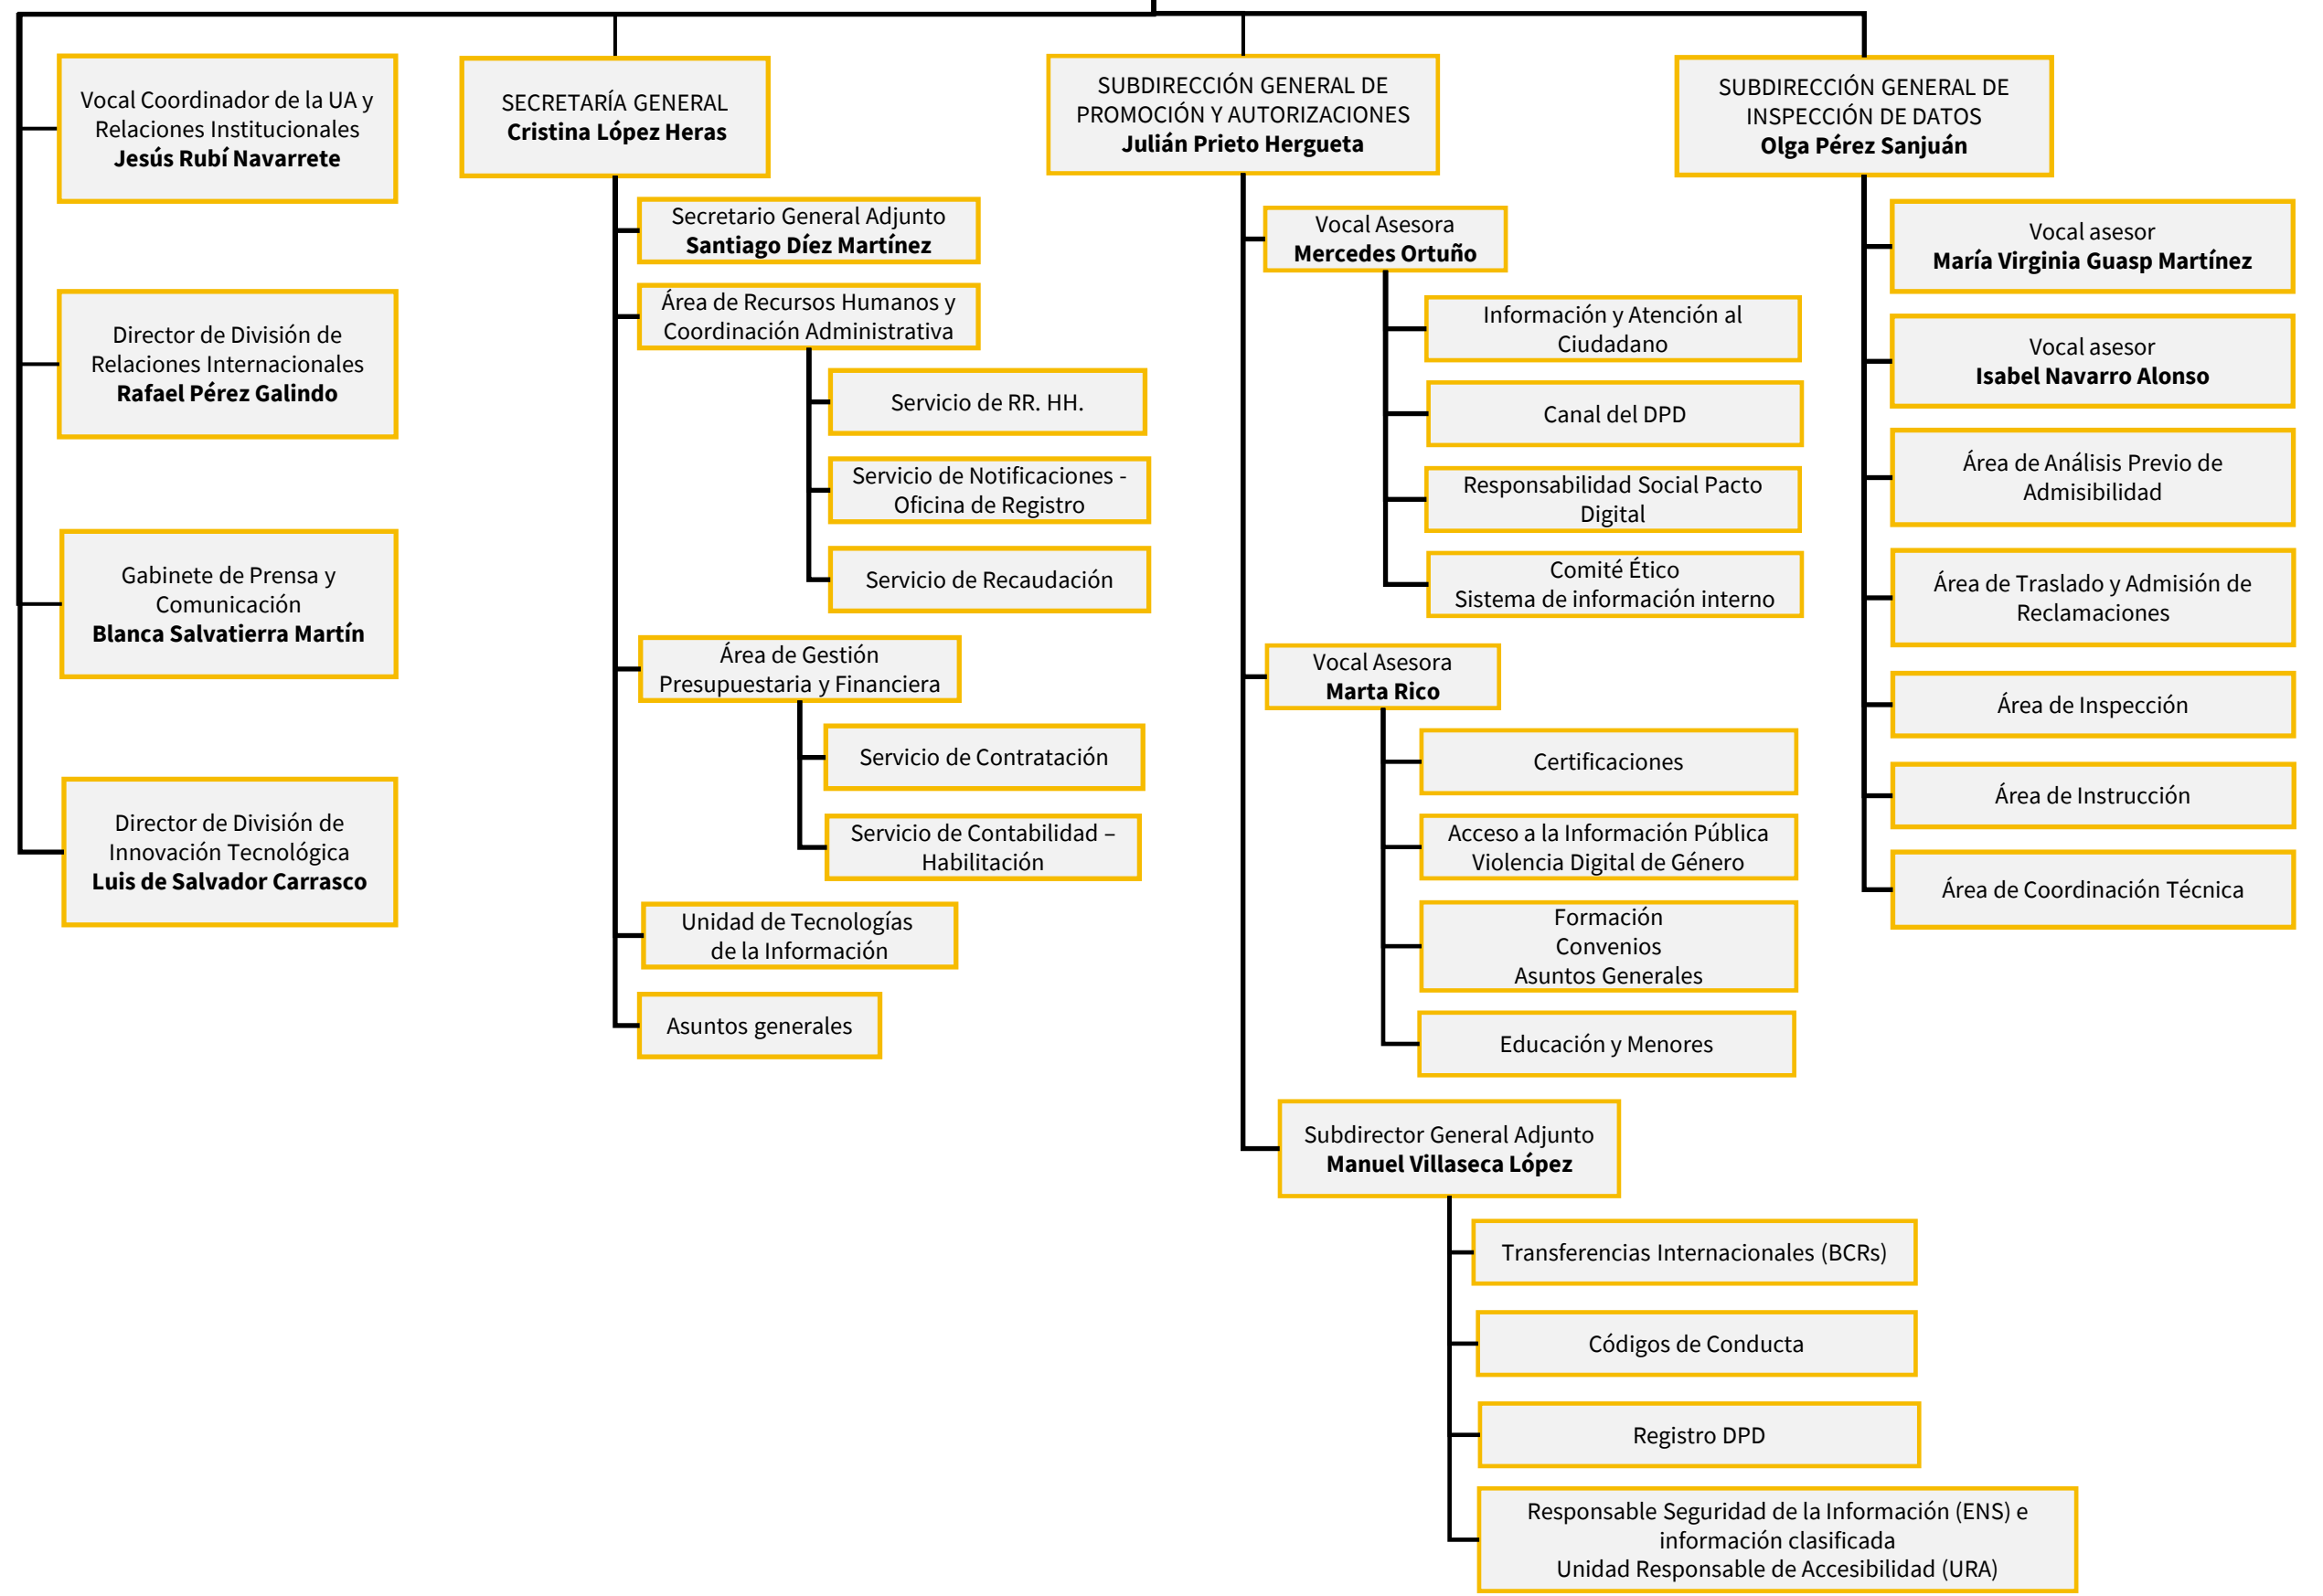 Vocal Coordinador de la UA y
Relaciones Institucionales
Jesús Rubí Navarrete
Director de División de
Relaciones Internacionales
Rafael Pérez Galindo
Gabinete de Prensa y
Comunicación
Blanca Salvatierra Martín
Director de División de
Innovación Tecnológica
Luis de Salvador Carrasco
SECRETARÍA GENERAL
Cristina López Heras
Secretario General Adjunto
Santiago Díez Martínez
Área de Recursos Humanos y
Coordinación Administrativa
Servicio de RR. HH.
Servicio de Notificaciones -
Oficina de Registro
Servicio de Recaudación
Área de Gestión
Presupuestaria y Financiera
Servicio de Contratación
Servicio de Contabilidad –
Habilitación
Unidad de Tecnologías
de la Información
Asuntos generales
SUBDIRECCIÓN GENERAL DE
PROMOCIÓN Y AUTORIZACIONES
Julián Prieto Hergueta
Vocal Asesora
Mercedes Ortuño
Información y Atención al
Ciudadano
Canal del DPD
Responsabilidad Social Pacto
Digital
Comité Ético
Sistema de información interno
Vocal Asesora
Marta Rico
Certificaciones
Acceso a la Información Pública
Violencia Digital de Género
Formación
Convenios
Asuntos Generales
Educación y Menores
Subdirector General Adjunto
Manuel Villaseca López
Transferencias Internacionales (BCRs)
Códigos de Conducta
Registro DPD
Responsable Seguridad de la Información (ENS) e
información clasificada
Unidad Responsable de Accesibilidad (URA)
SUBDIRECCIÓN GENERAL DE
INSPECCIÓN DE DATOS
Olga Pérez Sanjuán
Vocal asesor
María Virginia Guasp Martínez
Vocal asesor
Isabel Navarro Alonso
Área de Análisis Previo de
Admisibilidad
Área de Traslado y Admisión de
Reclamaciones
Área de Inspección
Área de Instrucción
Área de Coordinación Técnica